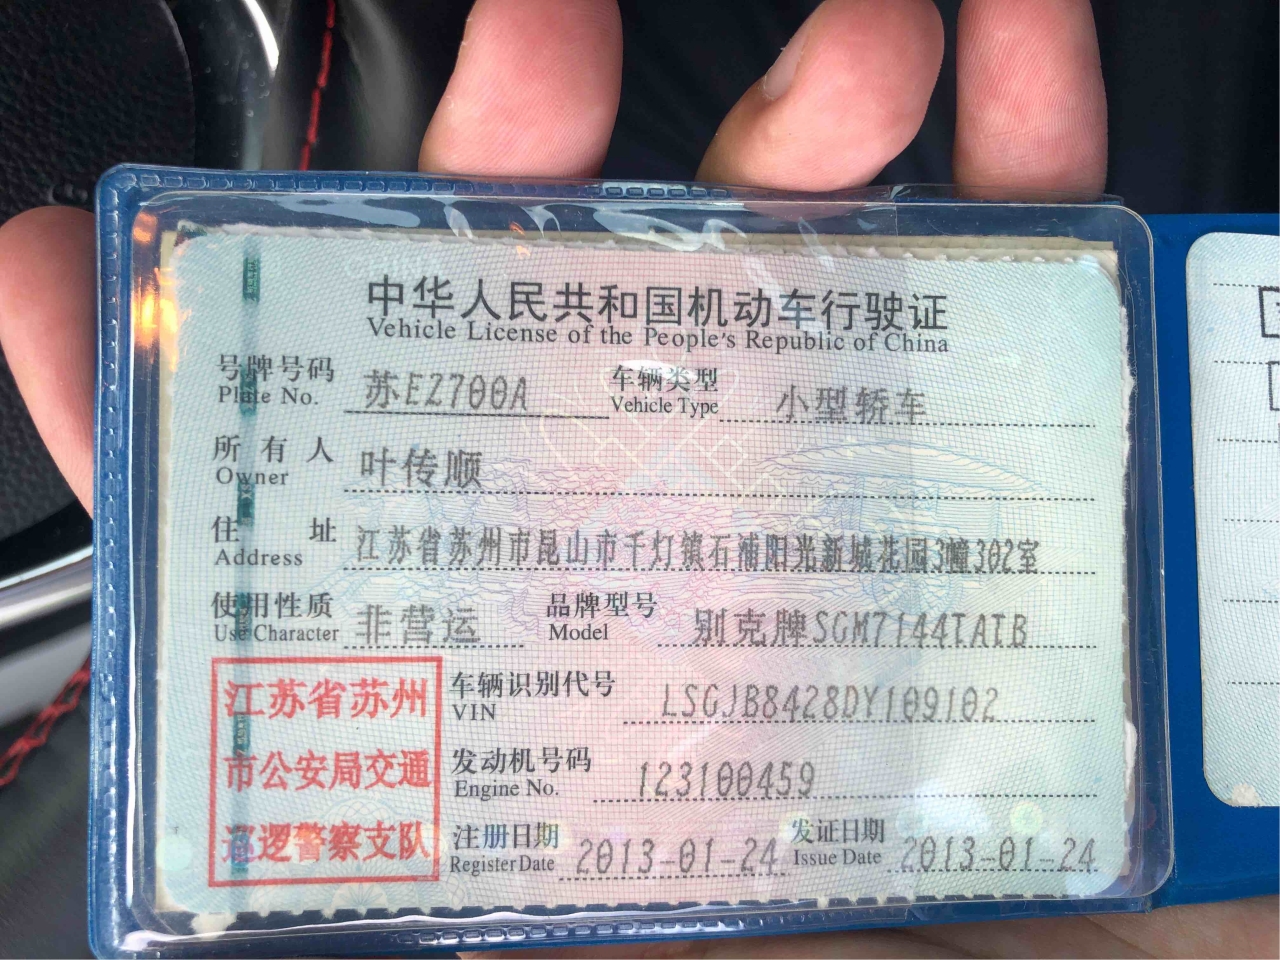 中华人民共和国机动车行驶证
Vehicle License of the People's Republic of China
号牌号码 苏EZ700A 车辆类型 小型轿车
Plate No. Vehicle Type
所有人 叶传顺
Owner
住址 江苏省苏州市昆山市千灯镇石浦阳光新城花园3幢302室
Address
使用性质 非营运 品牌型号 别克牌SGM7144TATB
Use Character Model
江苏省苏州
市公安局交通
巡逻警察支队
车辆识别代号 LSGJB8428DY109102
VIN
发动机号码 123100459
Engine No.
注册日期 2013-01-24 发证日期 2013-01-24
Register Date Issue Date